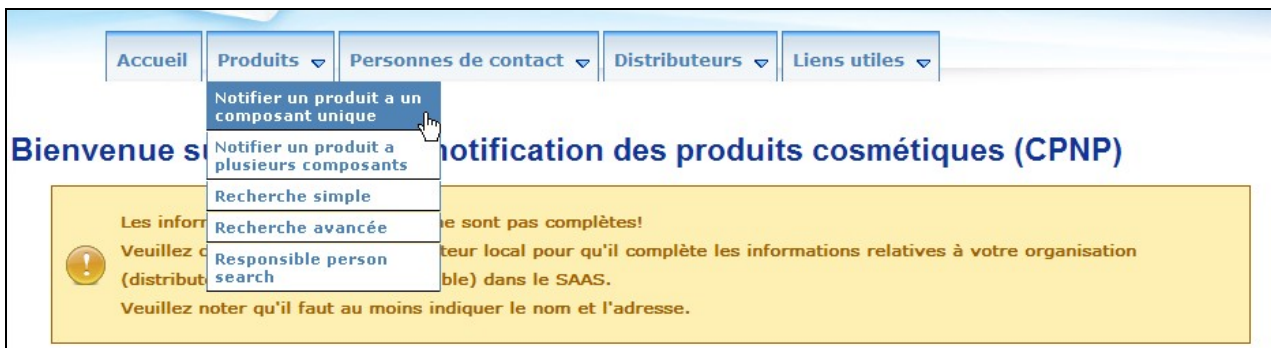 Accueil Produits Personnes de contact Distributeurs Liens utiles
Notifier un produit a un
composant unique
Notifier un produit a
plusieurs composants
Recherche simple
Recherche avancée
Responsible person
search
Bienvenue notification des produits cosmétiques (CPNP)
Les sont pas complètes!
Veuillez local pour qu'il complète les informations relatives à votre organisation
dans le SAAS.
Veuillez noter qu'il faut au moins indiquer le nom et l'adresse.